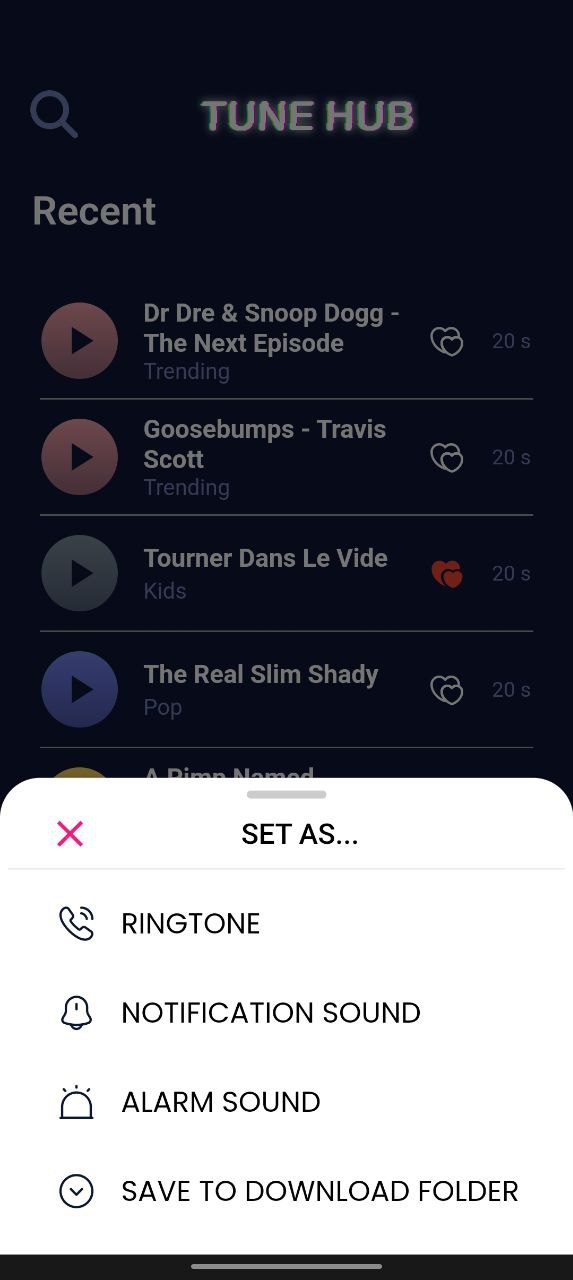 TUNE HUB
Recent
Dr Dre & Snoop Dogg -
The Next Episode
Trending
20 s
Goosebumps - Travis
Scott
Trending
20 s
Tourner Dans Le Vide
Kids
20 s
The Real Slim Shady
Pop
20 s
A Pimp Named
SET AS...
RINGTONE
NOTIFICATION SOUND
ALARM SOUND
SAVE TO DOWNLOAD FOLDER